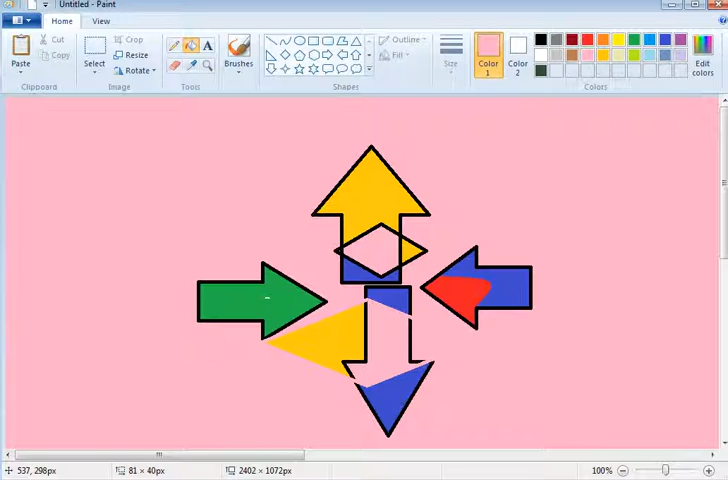 Untitled - Paint
Home View
Paste
Cut
Copy
Clipboard
Select
Crop
Resize
Rotate
Image
A
Tools
Brushes
Outline
Fill
Shapes
Size
Color 1
Color 2
Edit colors
Colors
537, 298px
81 × 40px
2402 × 1072px
100%